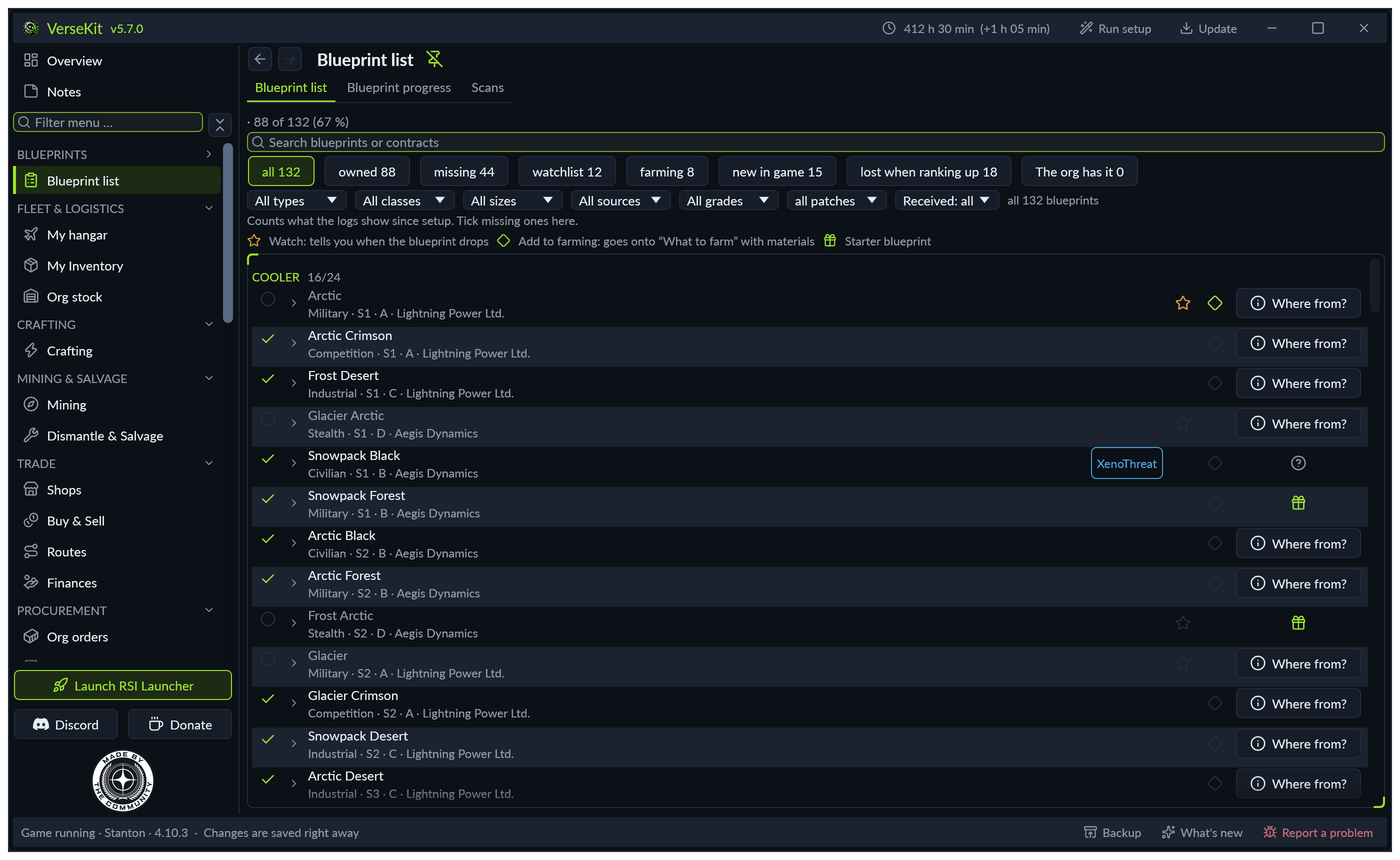 VerseKit v5.7.0
412 h 30 min (+1 h 05 min)
Run setup
Update
Overview
Notes
Filter menu ...
BLUEPRINTS
Blueprint list
FLEET & LOGISTICS
My hangar
My Inventory
Org stock
CRAFTING
Crafting
MINING & SALVAGE
Mining
Dismantle & Salvage
TRADE
Shops
Buy & Sell
Routes
Finances
PROCUREMENT
Org orders
Launch RSI Launcher
Discord
Donate
MADE BY
THE COMMUNITY
Blueprint list
Blueprint list
Blueprint progress
Scans
· 88 of 132 (67 %)
Search blueprints or contracts
all 132
owned 88
missing 44
watchlist 12
farming 8
new in game 15
lost when ranking up 18
The org has it 0
All types
All classes
All sizes
All sources
All grades
all patches
Received: all
all 132 blueprints
Counts what the logs show since setup. Tick missing ones here.
Watch: tells you when the blueprint drops
Add to farming: goes onto “What to farm” with materials
Starter blueprint
COOLER 16/24
Arctic
Military · S1 · A · Lightning Power Ltd.
Where from?
Arctic Crimson
Competition · S1 · A · Lightning Power Ltd.
Where from?
Frost Desert
Industrial · S1 · C · Lightning Power Ltd.
Where from?
Glacier Arctic
Stealth · S1 · D · Aegis Dynamics
Where from?
Snowpack Black
Civilian · S1 · B · Aegis Dynamics
XenoThreat
Snowpack Forest
Military · S1 · B · Aegis Dynamics
Arctic Black
Civilian · S2 · B · Aegis Dynamics
Where from?
Arctic Forest
Military · S2 · B · Aegis Dynamics
Where from?
Frost Arctic
Stealth · S2 · D · Aegis Dynamics
Glacier
Military · S2 · A · Lightning Power Ltd.
Where from?
Glacier Crimson
Competition · S2 · A · Lightning Power Ltd.
Where from?
Snowpack Desert
Industrial · S2 · C · Lightning Power Ltd.
Where from?
Arctic Desert
Industrial · S3 · C · Lightning Power Ltd.
Where from?
Game running · Stanton · 4.10.3 · Changes are saved right away
Backup
What's new
Report a problem